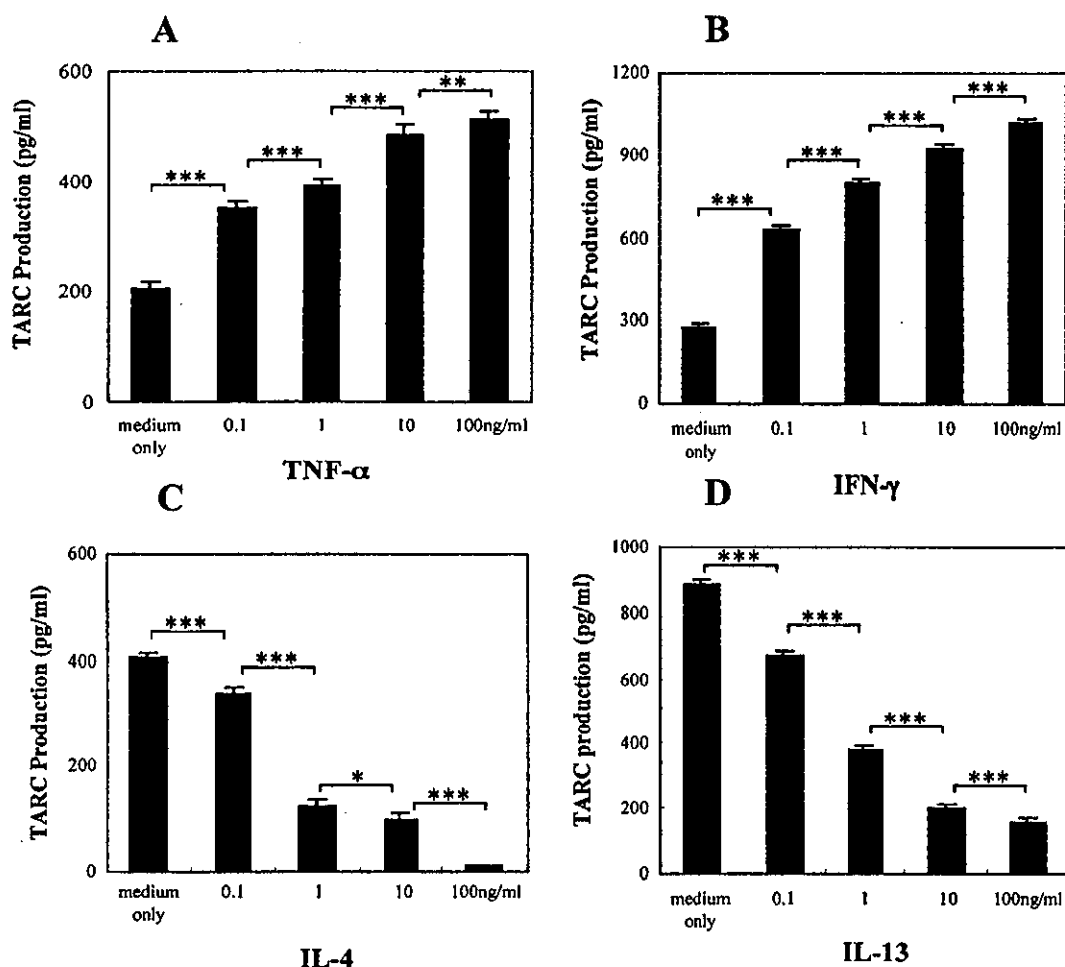 A
TARC Production (pg/ml)
600
400
200
0
***
***
***
**
medium only
0.1
1
10
100ng/ml
TNF-α
B
TARC Production (pg/ml)
1200
900
600
300
0
***
***
***
***
medium only
0.1
1
10
100ng/ml
IFN-γ
C
TARC Production (pg/ml)
600
400
200
0
***
***
*
***
medium only
0.1
1
10
100ng/ml
IL-4
D
TARC production (pg/ml)
1000
800
600
400
200
0
***
***
***
***
medium only
0.1
1
10
100ng/ml
IL-13